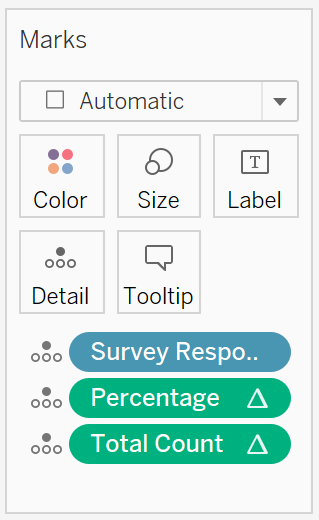 Marks
Automatic
Color Size Label
Detail Tooltip
Survey Respo..
Percentage Δ
Total Count Δ